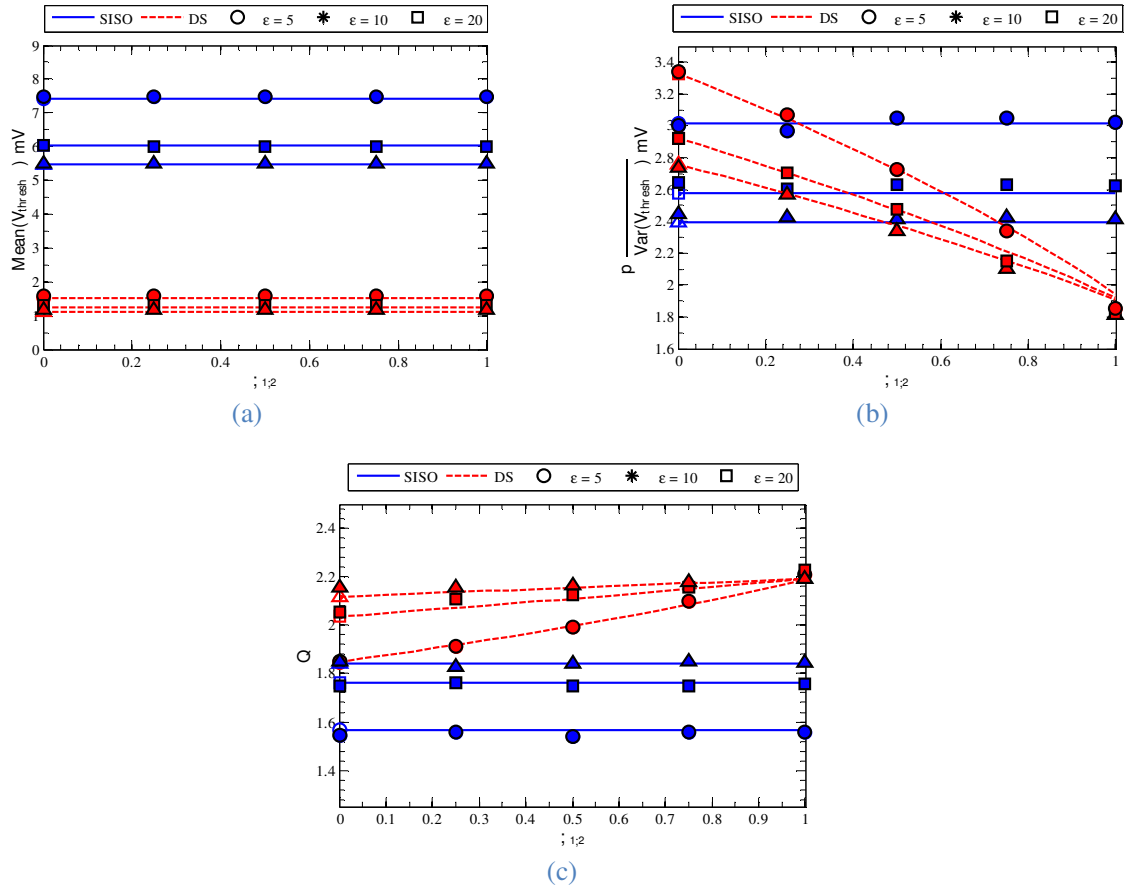 SISO DS ε = 5 ε = 10 ε = 20
9
8
7
6
5
4
3
2
1
0
Mean(V thresh ) mV
0 0.2 0.4 0.6 0.8 1
; 1;2
(a)
SISO DS ε = 5 ε = 10 ε = 20
3.4
3.2
3.0
2.8
2.6
2.4
2.2
2.0
1.8
1.6
p Var(V thresh ) mV
0 0.2 0.4 0.6 0.8 1
; 1;2
(b)
SISO DS ε = 5 ε = 10 ε = 20
2.4
2.2
2
1.8
1.6
1.4
Q
0 0.1 0.2 0.3 0.4 0.5 0.6 0.7 0.8 0.9 1
; 1;2
(c)